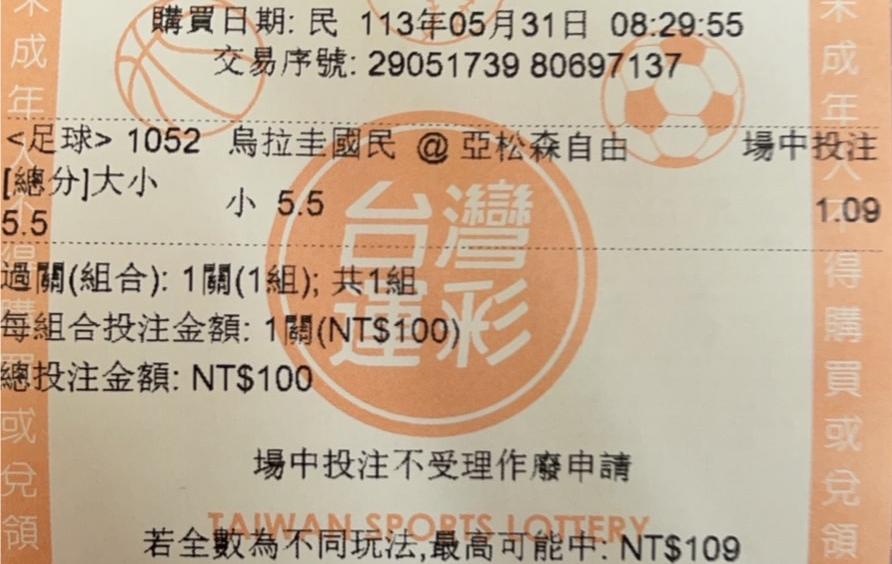 購買日期: 民 113年05月31日 08:29:55
交易序號: 29051739 80697137
<足球> 1052 烏拉圭國民 @ 亞松森自由 場中投注
[總分]大小
5.5 小 5.5 1.09
過關(組合): 1關(1組); 共1組
每組合投注金額: 1關(NT$100)
總投注金額: NT$100
場中投注不受理作廢申請
若全數為不同玩法,最高可能中: NT$109
台灣
運彩
TAIWAN SPORTS LOTTERY
未成年人不得購買或兌領
未成年人不得購買或兌領